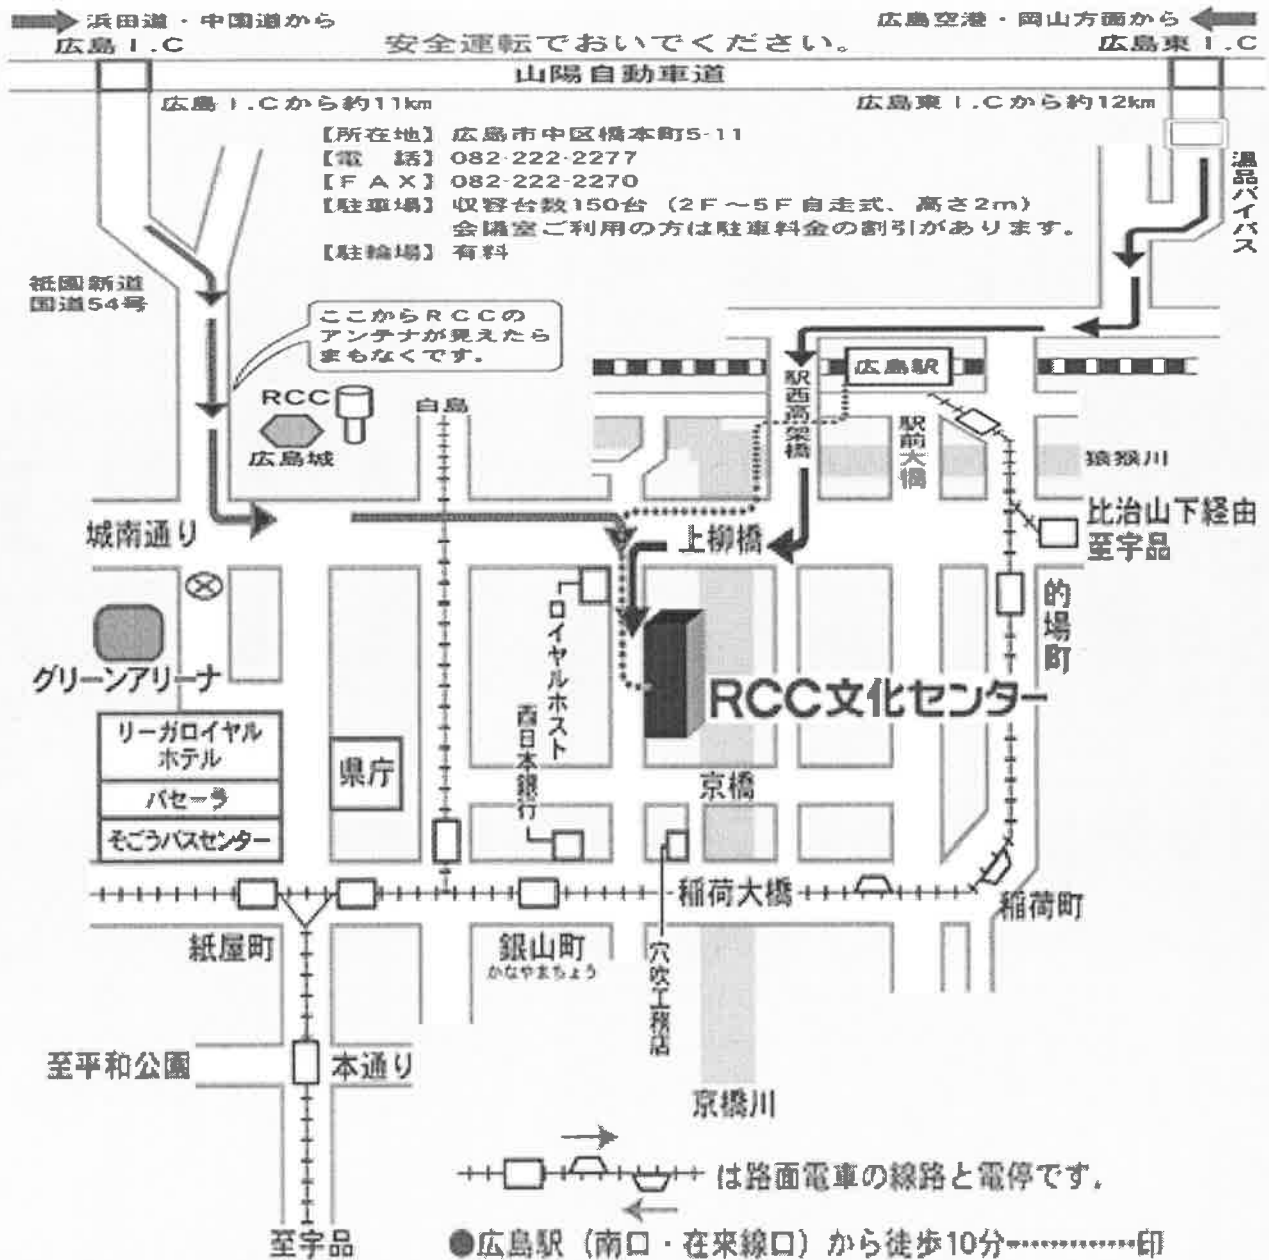 浜田道・中国道から
広島空港・岡山方面から
広島I.C
安全運転でおいでください。
広島東I.C
山陽自動車道
広島I.Cから約11km
広島東I.Cから約12km
【所在地】広島市中区橋本町5-11
【電　話】082-222-2277
【ＦＡＸ】082-222-2270
【駐車場】収容台数150台（2F～5F自走式、高さ2m）
会議室ご利用の方は駐車料金の割引があります。
【駐輪場】有料
温品バイパス
祇園新道
国道54号
ここからRCCの
アンテナが見えたら
まもなくです。
広島駅
駅西高架橋
RCC
白島
広島城
駅前大橋
猿猴川
城南通り
上柳橋
比治山下経由
至宇品
的場町
グリーンアリーナ
ロイヤルホスト
RCC文化センター
リーガロイヤル
ホテル
パセーラ
そごうバスセンター
県庁
西日本銀行
京橋
稲荷大橋
稲荷町
紙屋町
銀山町
かなやまちょう
穴吹工務店
至平和公園
本通り
京橋川
は路面電車の線路と電停です。
至宇品
●広島駅（南口・在来線口）から徒歩10分┅┅┅印